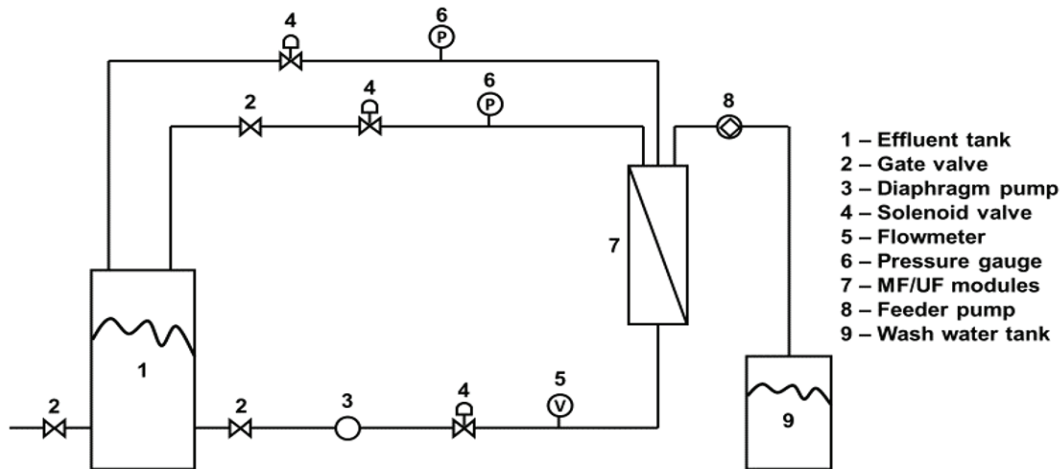 4
6
P
2
4
6
P
8
7
1
2
2
3
4
5
V
9
1 – Effluent tank
2 – Gate valve
3 – Diaphragm pump
4 – Solenoid valve
5 – Flowmeter
6 – Pressure gauge
7 – MF/UF modules
8 – Feeder pump
9 – Wash water tank